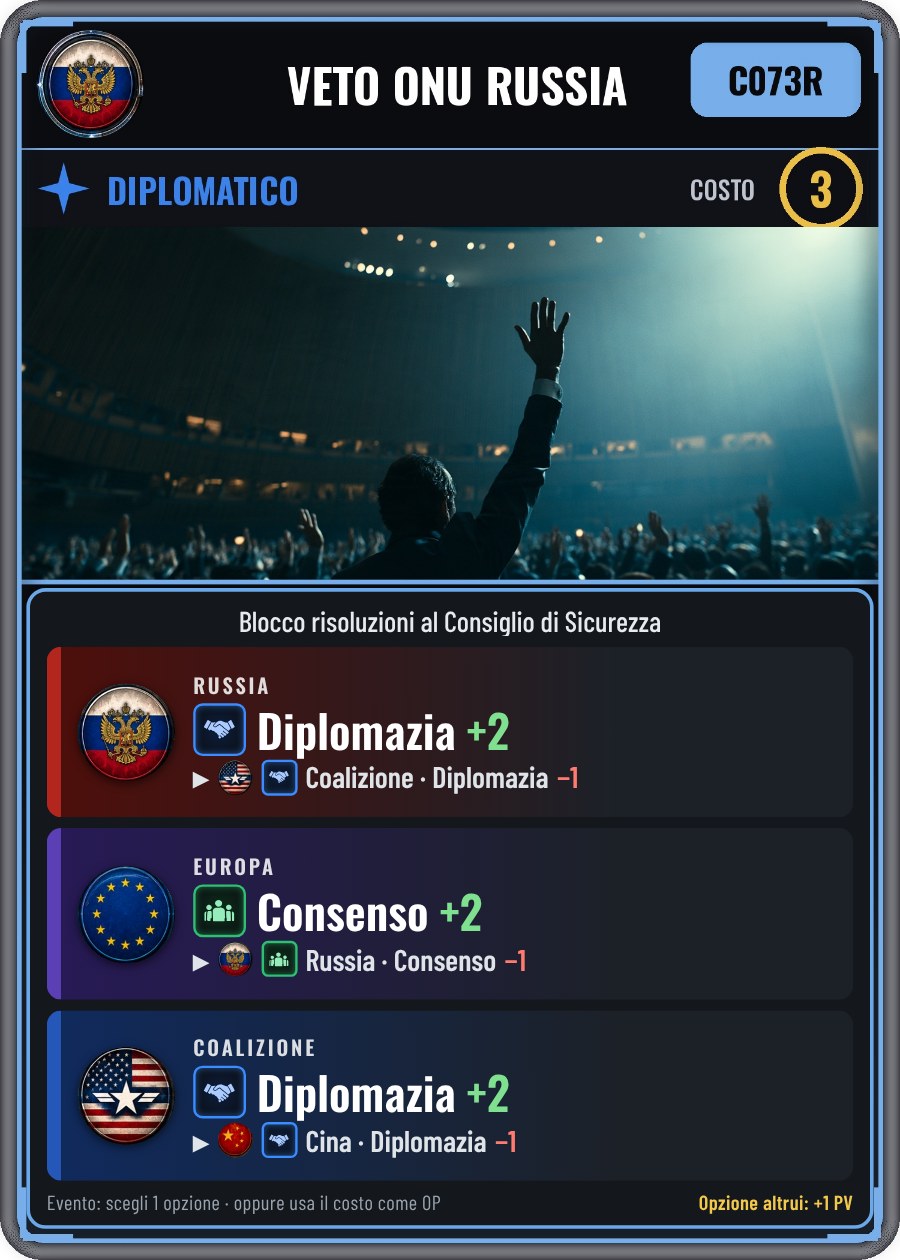 VETO ONU RUSSIA
C073R
DIPLOMATICO
COSTO 3
Blocco risoluzioni al Consiglio di Sicurezza
RUSSIA
Diplomazia +2
▶ Coalizione · Diplomazia −1
EUROPA
Consenso +2
▶ Russia · Consenso −1
COALIZIONE
Diplomazia +2
▶ Cina · Diplomazia −1
Evento: scegli 1 opzione · oppure usa il costo come OP
Opzione altrui: +1 PV